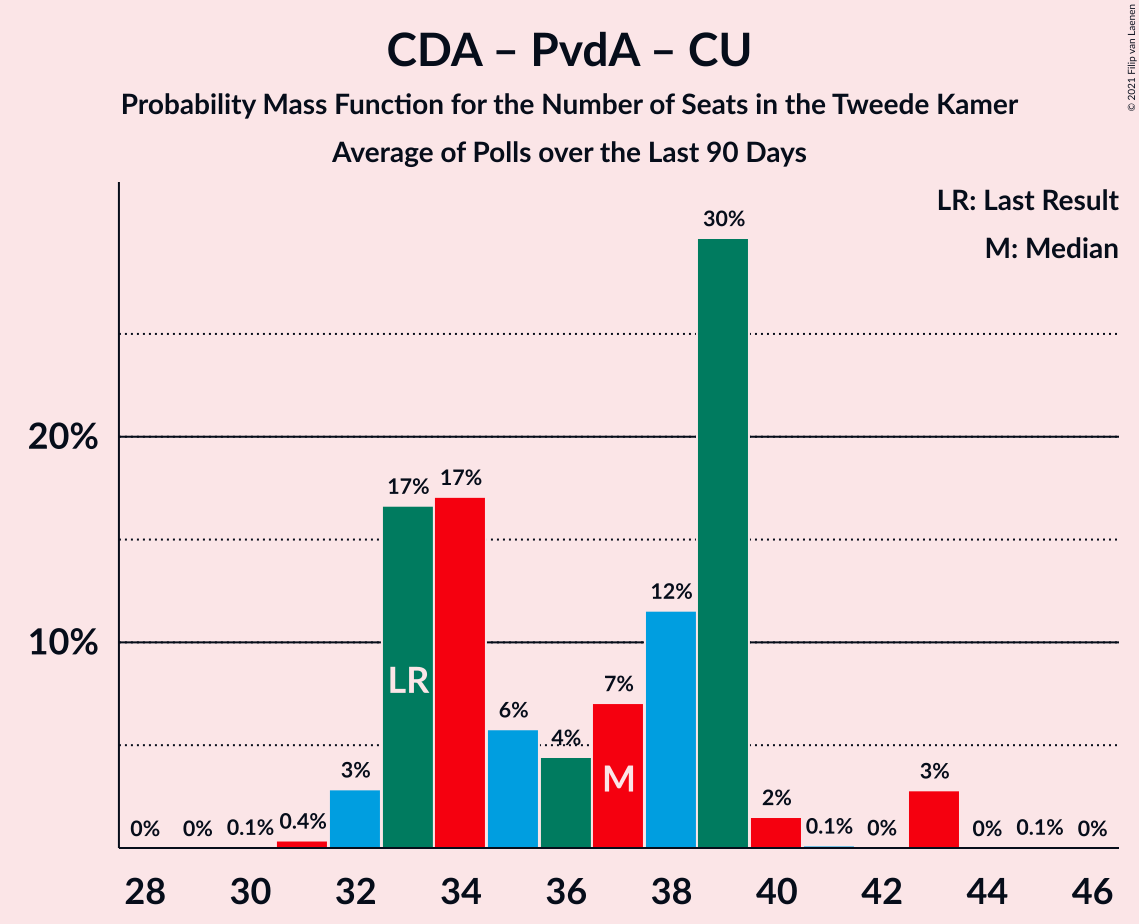 CDA – PvdA – CU
Probability Mass Function for the Number of Seats in the Tweede Kamer
Average of Polls over the Last 90 Days
© 2021 Filip van Laenen
LR: Last Result
M: Median
30%
20%
17% 17%
12%
10%
LR
7%
6%
4%
M
3%
3%
2%
0% 0% 0.1% 0.4%
0.1% 0% 0% 0.1% 0%
28 30 32 34 36 38 40 42 44 46